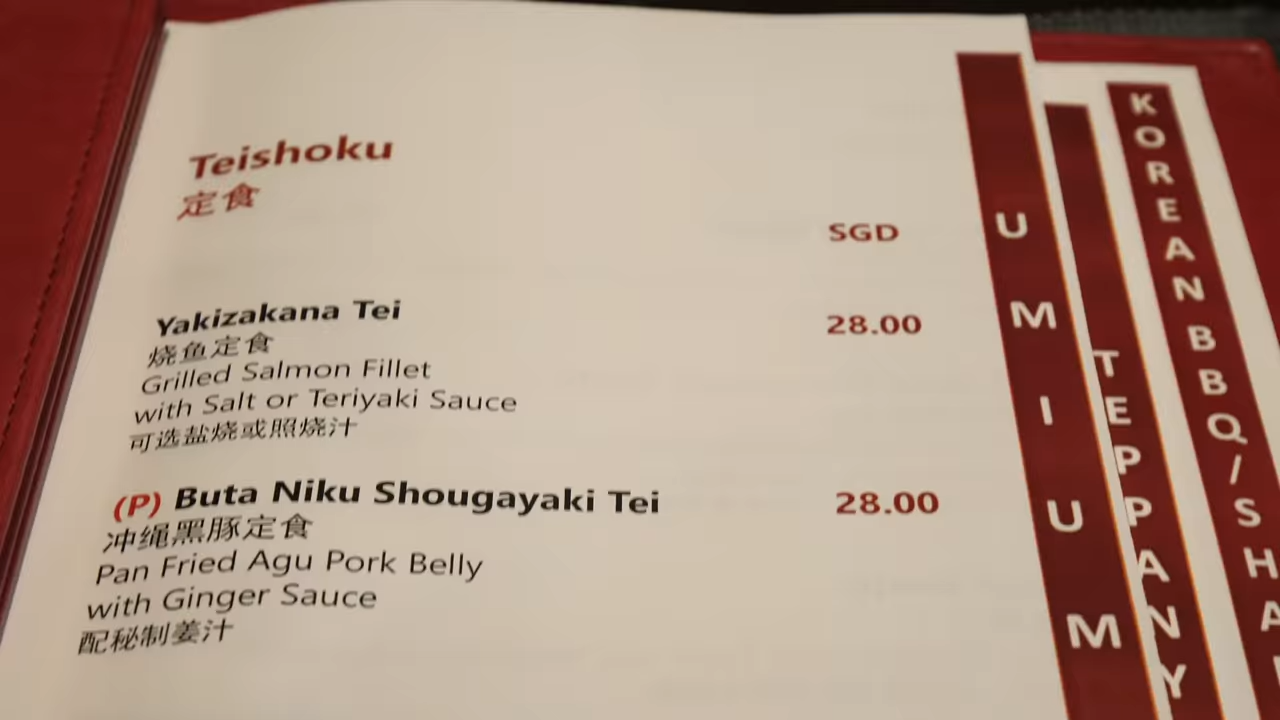 Teishoku
定食
SGD
Yakizakana Tei 28.00
烧鱼定食
Grilled Salmon Fillet
with Salt or Teriyaki Sauce
可选盐烧或照烧汁
(P) Buta Niku Shougayaki Tei 28.00
冲绳黑豚定食
Pan Fried Agu Pork Belly
with Ginger Sauce
配秘制姜汁
UMIUM
TEPPANY
KOREAN BBQ/SHA